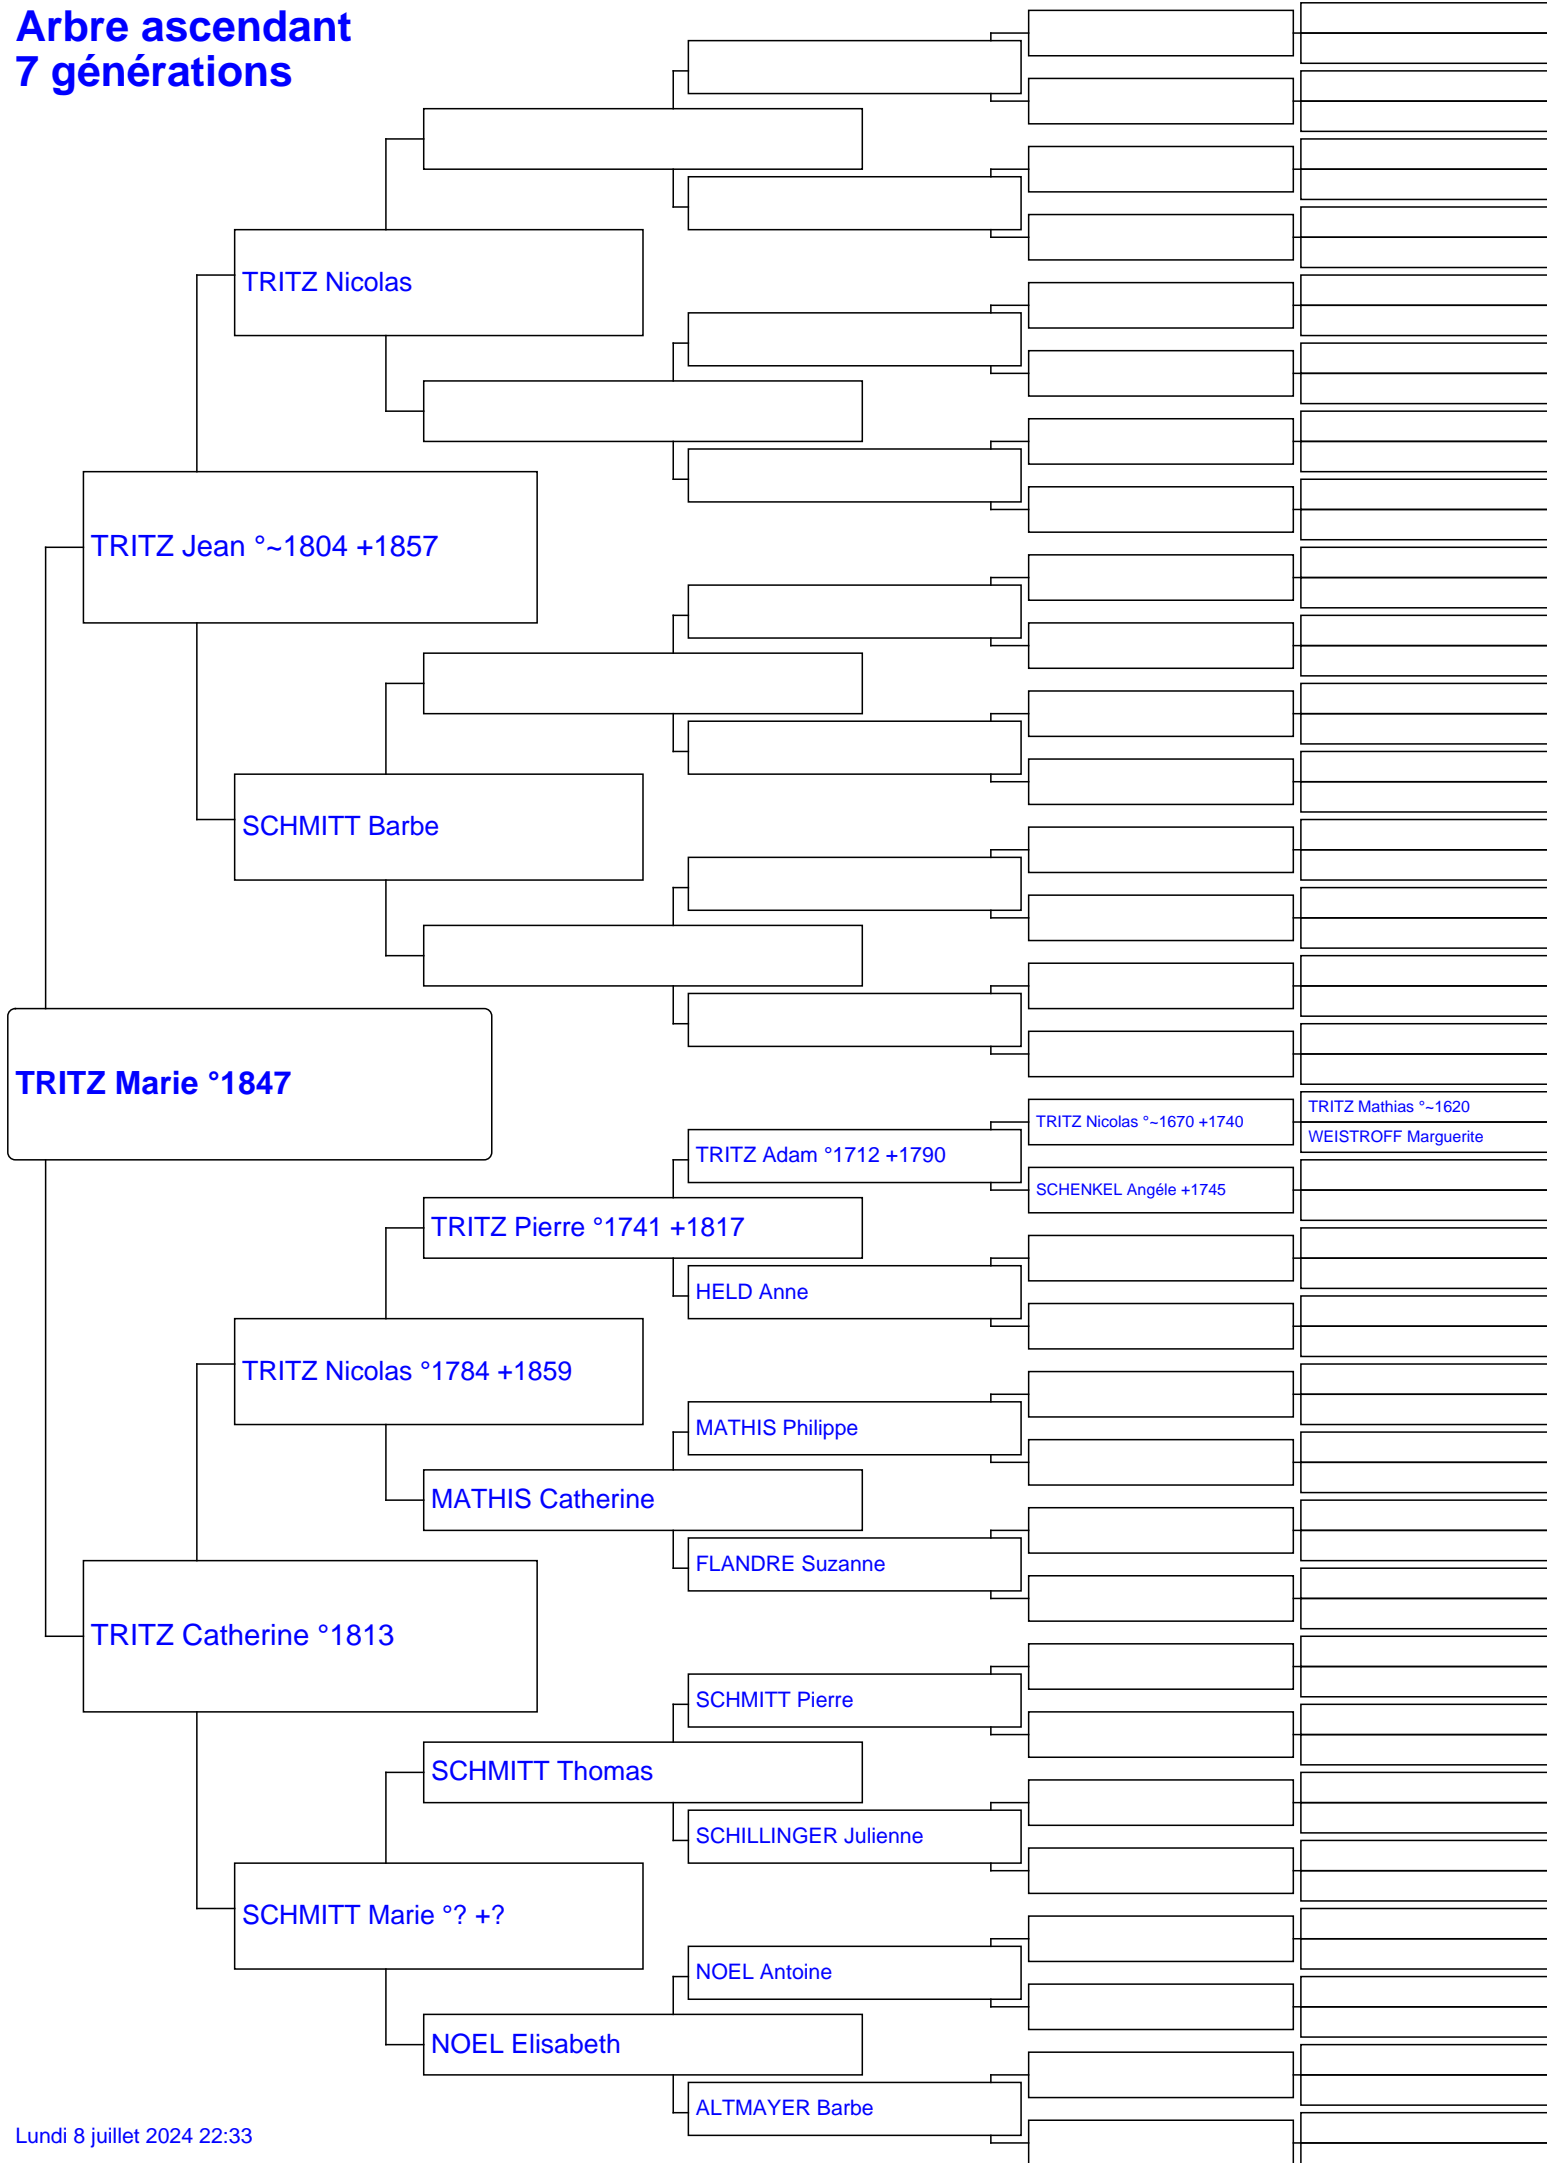 Arbre ascendant
7 générations
TRITZ Nicolas
TRITZ Jean °~1804 +1857
SCHMITT Barbe
TRITZ Marie °1847
TRITZ Mathias °~1620
TRITZ Nicolas °~1670 +1740
WEISTROFF Marguerite
TRITZ Adam °1712 +1790
SCHENKEL Angéle +1745
TRITZ Pierre °1741 +1817
HELD Anne
TRITZ Nicolas °1784 +1859
MATHIS Philippe
MATHIS Catherine
FLANDRE Suzanne
TRITZ Catherine °1813
SCHMITT Pierre
SCHMITT Thomas
SCHILLINGER Julienne
SCHMITT Marie °? +?
NOEL Antoine
NOEL Elisabeth
ALTMAYER Barbe
Lundi 8 juillet 2024 22:33